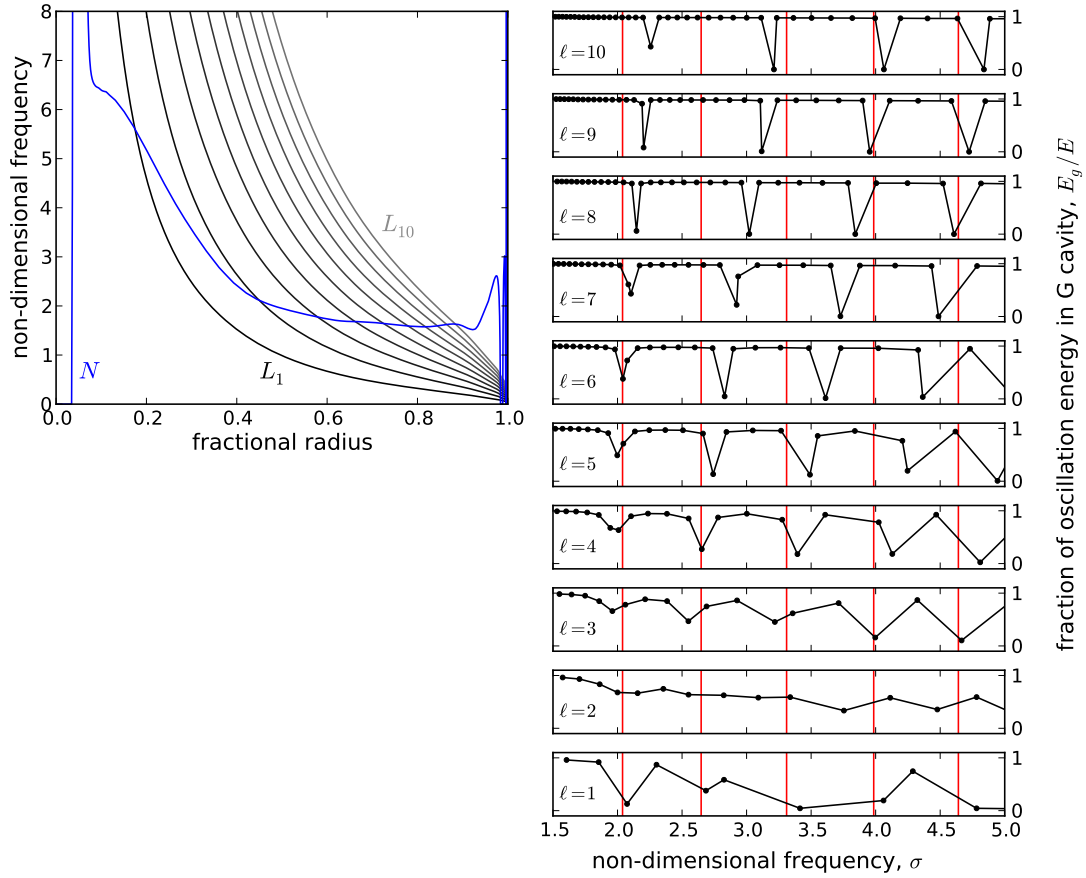 8
7
6
5
4
3
2
1
0
non-dimensional frequency
N
L₁
L₁₀
0.0 0.2 0.4 0.6 0.8 1.0
fractional radius
ℓ=10
1
0
ℓ=9
1
0
ℓ=8
1
0
ℓ=7
1
0
ℓ=6
1
0
ℓ=5
1
0
ℓ=4
1
0
ℓ=3
1
0
ℓ=2
1
0
ℓ=1
1
0
1.5 2.0 2.5 3.0 3.5 4.0 4.5 5.0
non-dimensional frequency, σ
fraction of oscillation energy in G cavity, E_g/E